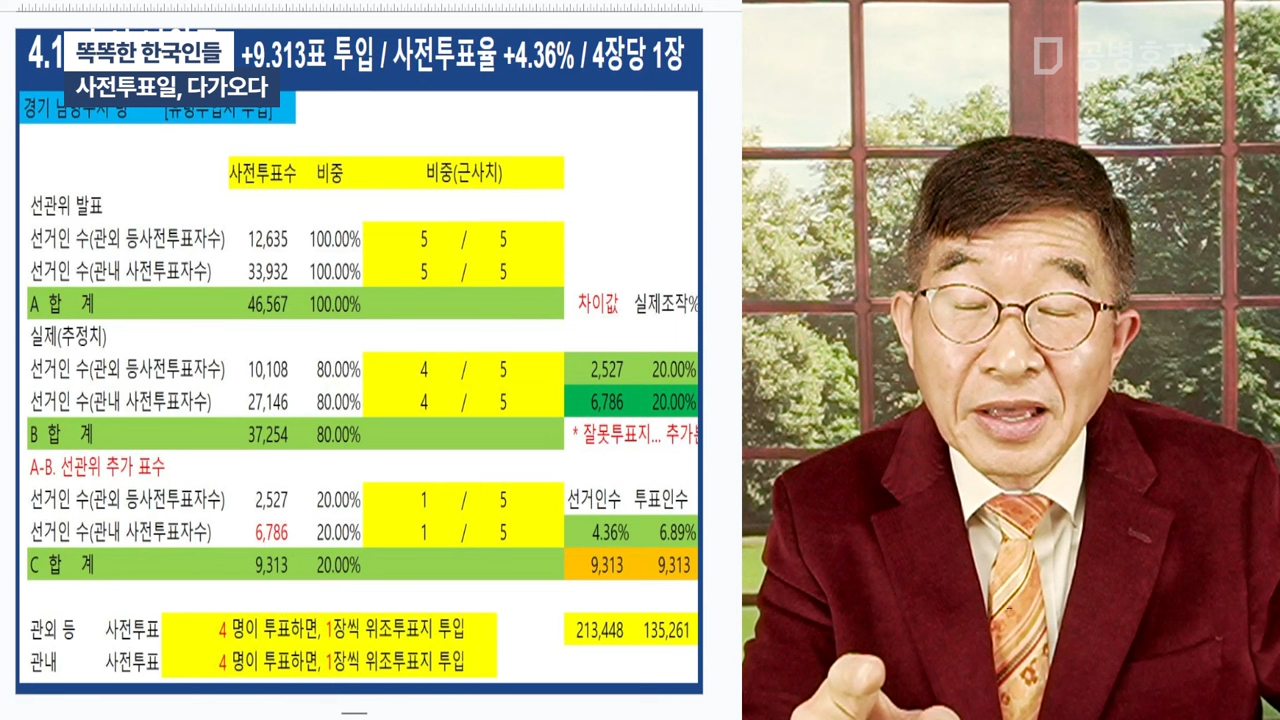 4.1
똑똑한 한국인들
+9.313표 투입 / 사전투표율 +4.36% / 4장당 1장
사전투표일, 다가오다
공병호TV
사전투표수 비중 비중(근사치)
선관위 발표
선거인 수(관외 등사전투표자수) 12,635 100.00% 5 / 5
선거인 수(관내 사전투표자수) 33,932 100.00% 5 / 5
A 합 계 46,567 100.00% 차이값 실제조작%
실제(추정치)
선거인 수(관외 등사전투표자수) 10,108 80.00% 4 / 5 2,527 20.00%
선거인 수(관내 사전투표자수) 27,146 80.00% 4 / 5 6,786 20.00%
B 합 계 37,254 80.00% * 잘못투표지... 추가
A-B. 선관위 추가 표수
선거인 수(관외 등사전투표자수) 2,527 20.00% 1 / 5 선거인수 투표인수
선거인 수(관내 사전투표자수) 6,786 20.00% 1 / 5 4.36% 6.89%
C 합 계 9,313 20.00% 9,313 9,313
관외 등 사전투표 4 명이 투표하면, 1장씩 위조투표지 투입 213,448 135,261
관내 사전투표 4 명이 투표하면, 1장씩 위조투표지 투입